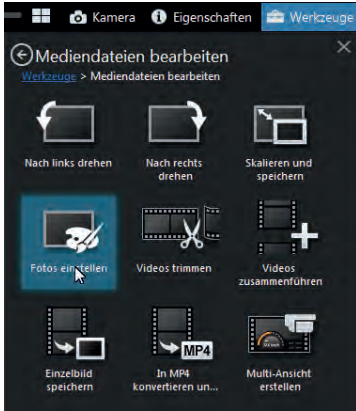 Kamera
Eigenschaften
Werkzeuge
Mediendateien bearbeiten
Werkzeuge > Mediendateien bearbeiten
Nach links drehen
Nach rechts
drehen
Skalieren und
speichern
Fotos einstellen
Videos trimmen
Videos
zusammenführen
MP4
Einzelbild
speichern
In MP4
konvertieren un...
Multi-Ansicht
erstellen